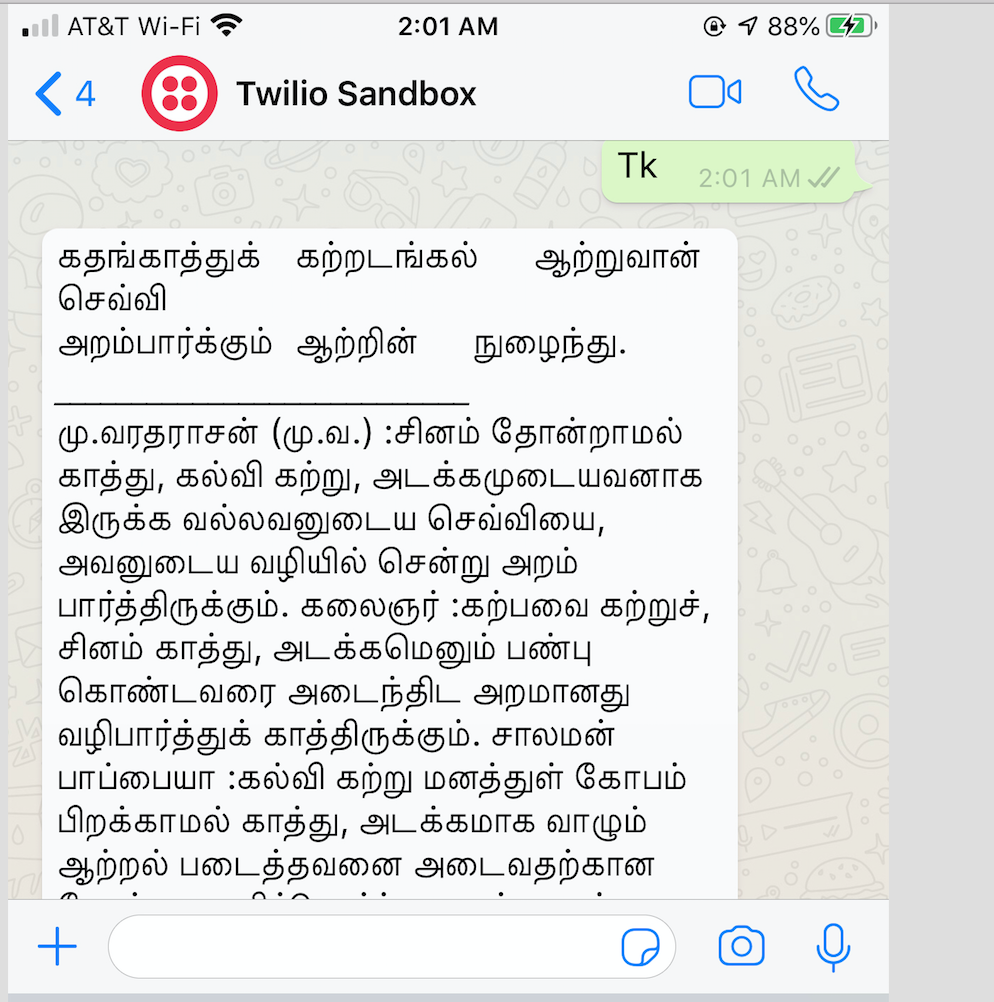 AT&T Wi-Fi 2:01 AM 88%
4 Twilio Sandbox
Tk 2:01 AM
கதங்காத்துக் கற்றடங்கல் ஆற்றுவான்
செவ்வி
அறம்பார்க்கும் ஆற்றின் நுழைந்து.
___________________________
மு.வரதராசன் (மு.வ.) :சினம் தோன்றாமல்
காத்து, கல்வி கற்று, அடக்கமுடையவனாக
இருக்க வல்லவனுடைய செவ்வியை,
அவனுடைய வழியில் சென்று அறம்
பார்த்திருக்கும். கலைஞர் :கற்பவை கற்றுச்,
சினம் காத்து, அடக்கமெனும் பண்பு
கொண்டவரை அடைந்திட அறமானது
வழிபார்த்துக் காத்திருக்கும். சாலமன்
பாப்பையா :கல்வி கற்று மனத்துள் கோபம்
பிறக்காமல் காத்து, அடக்கமாக வாழும்
ஆற்றல் படைத்தவனை அடைவதற்கான